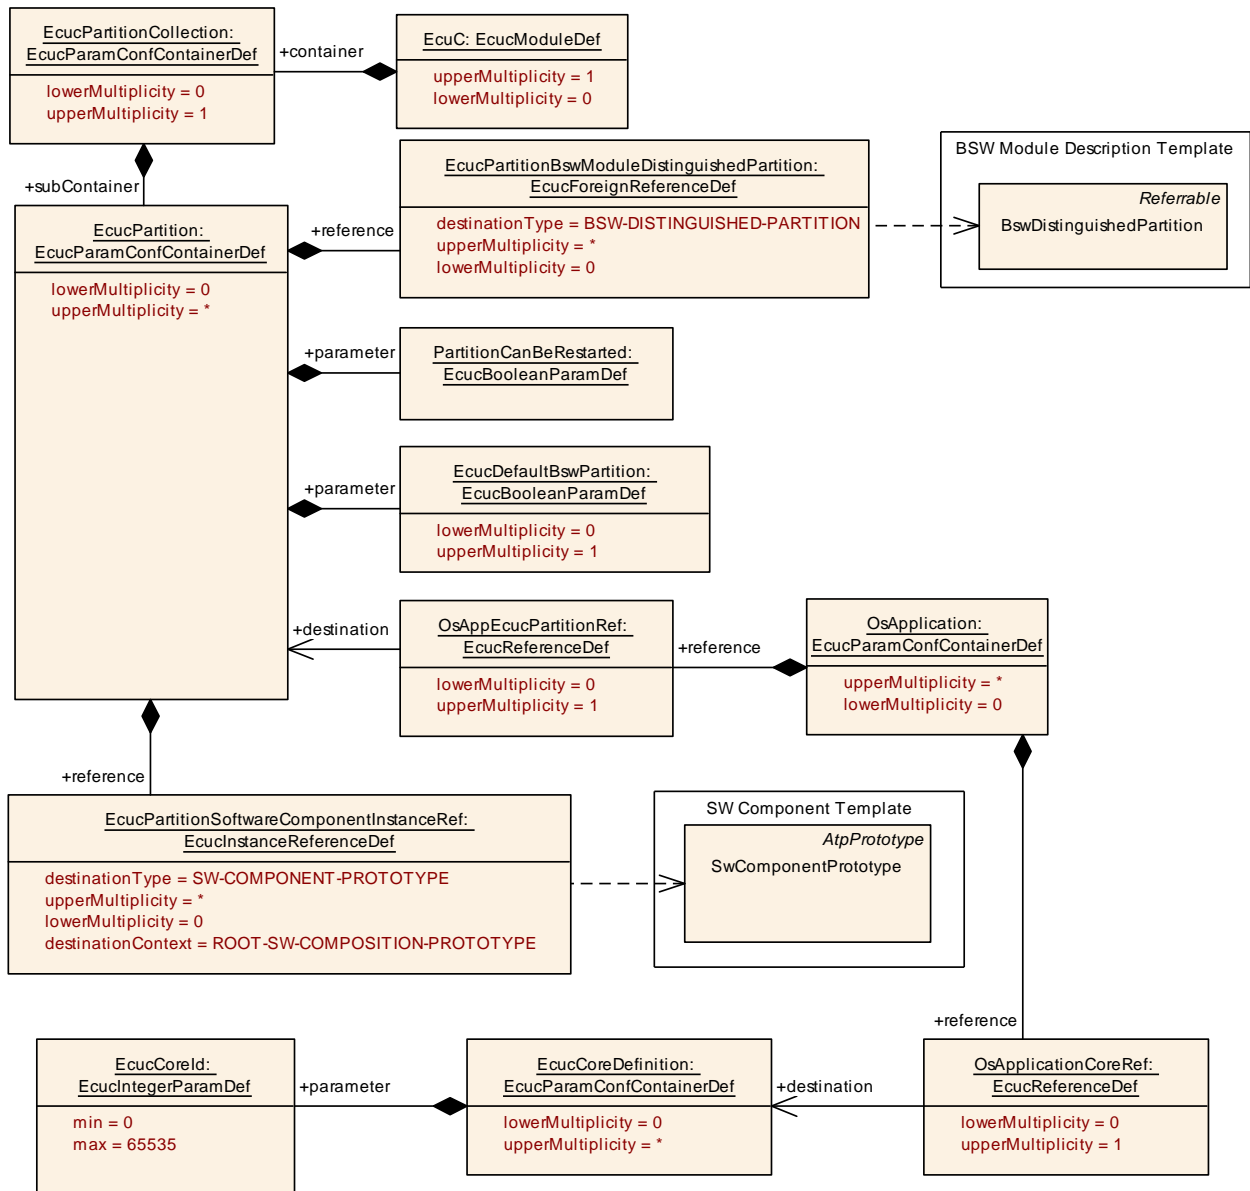 EcucPartitionCollection:
EcucParamConfContainerDef
lowerMultiplicity = 0
upperMultiplicity = 1
+container
EcuC: EcucModuleDef
upperMultiplicity = 1
lowerMultiplicity = 0
+subContainer
EcucPartition:
EcucParamConfContainerDef
lowerMultiplicity = 0
upperMultiplicity = *
+reference
EcucPartitionBswModuleDistinguishedPartition:
EcucForeignReferenceDef
destinationType = BSW-DISTINGUISHED-PARTITION
upperMultiplicity = *
lowerMultiplicity = 0
BSW Module Description Template
Referrable
BswDistinguishedPartition
+parameter
PartitionCanBeRestarted:
EcucBooleanParamDef
+parameter
EcucDefaultBswPartition:
EcucBooleanParamDef
lowerMultiplicity = 0
upperMultiplicity = 1
+destination
OsAppEcucPartitionRef:
EcucReferenceDef
lowerMultiplicity = 0
upperMultiplicity = 1
+reference
OsApplication:
EcucParamConfContainerDef
upperMultiplicity = *
lowerMultiplicity = 0
+reference
EcucPartitionSoftwareComponentInstanceRef:
EcucInstanceReferenceDef
destinationType = SW-COMPONENT-PROTOTYPE
upperMultiplicity = *
lowerMultiplicity = 0
destinationContext = ROOT-SW-COMPOSITION-PROTOTYPE
SW Component Template
AtpPrototype
SwComponentPrototype
+reference
EcucCoreId:
EcucIntegerParamDef
min = 0
max = 65535
+parameter
EcucCoreDefinition:
EcucParamConfContainerDef
lowerMultiplicity = 0
upperMultiplicity = *
+destination
OsApplicationCoreRef:
EcucReferenceDef
lowerMultiplicity = 0
upperMultiplicity = 1